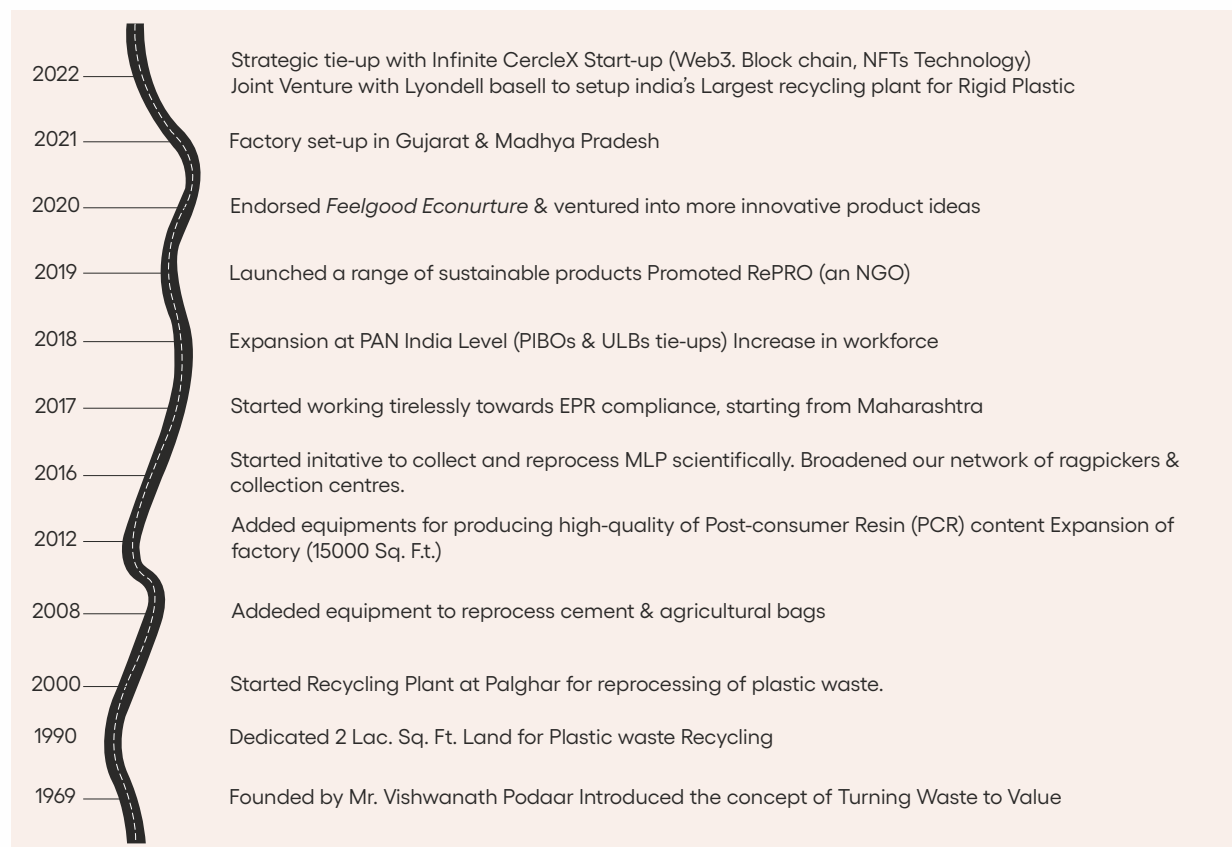 2022
Strategic tie-up with Infinite CercleX Start-up (Web3. Block chain, NFTs Technology)
Joint Venture with Lyondell basell to setup india's Largest recycling plant for Rigid Plastic
2021
Factory set-up in Gujarat & Madhya Pradesh
2020
Endorsed Feelgood Econurture & ventured into more innovative product ideas
2019
Launched a range of sustainable products Promoted RePRO (an NGO)
2018
Expansion at PAN India Level (PIBOs & ULBs tie-ups) Increase in workforce
2017
Started working tirelessly towards EPR compliance, starting from Maharashtra
2016
Started initative to collect and reprocess MLP scientifically. Broadened our network of ragpickers &
collection centres.
2012
Added equipments for producing high-quality of Post-consumer Resin (PCR) content Expansion of
factory (15000 Sq. F.t.)
2008
Addeded equipment to reprocess cement & agricultural bags
2000
Started Recycling Plant at Palghar for reprocessing of plastic waste.
1990
Dedicated 2 Lac. Sq. Ft. Land for Plastic waste Recycling
1969
Founded by Mr. Vishwanath Podaar Introduced the concept of Turning Waste to Value